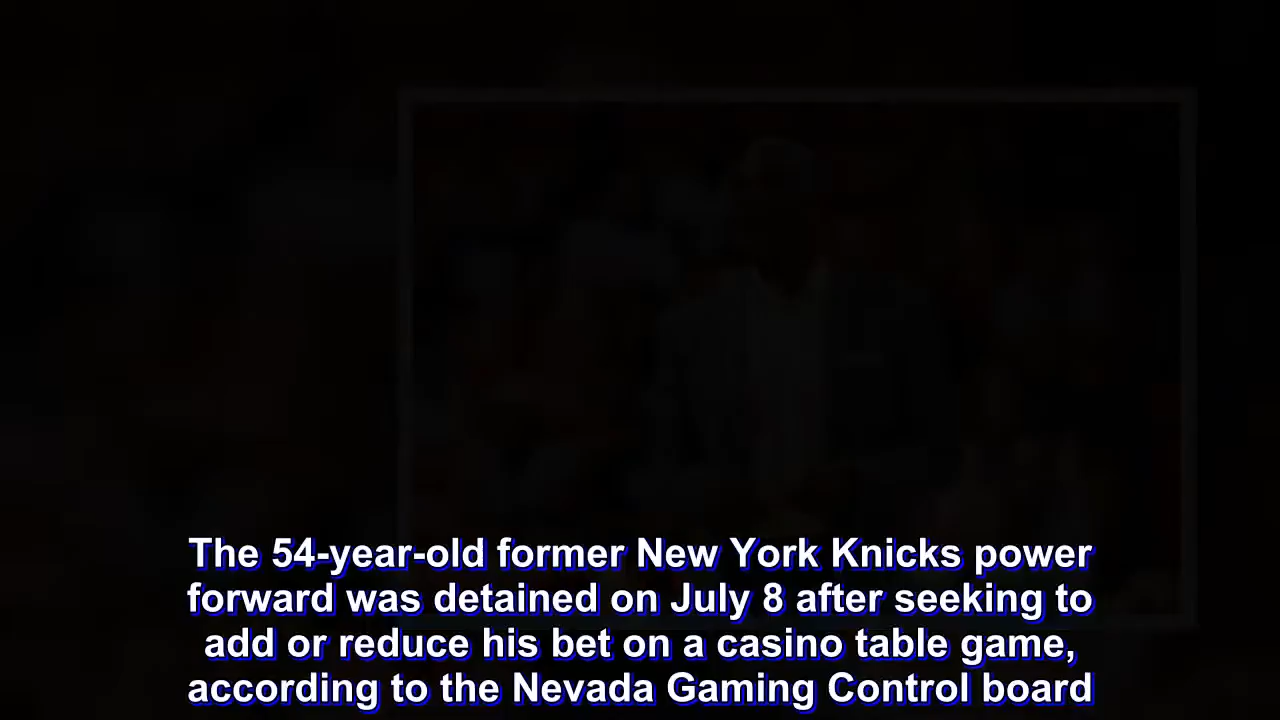 The 54-year-old former New York Knicks power
forward was detained on July 8 after seeking to
add or reduce his bet on a casino table game,
according to the Nevada Gaming Control board